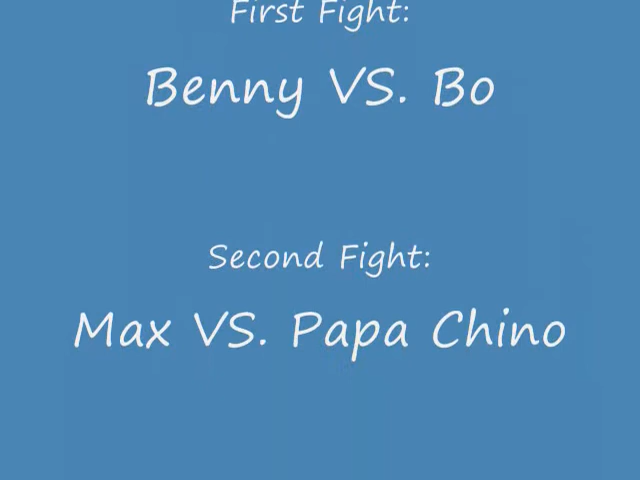 First Fight:
Benny VS. Bo
Second Fight:
Max VS. Papa Chino